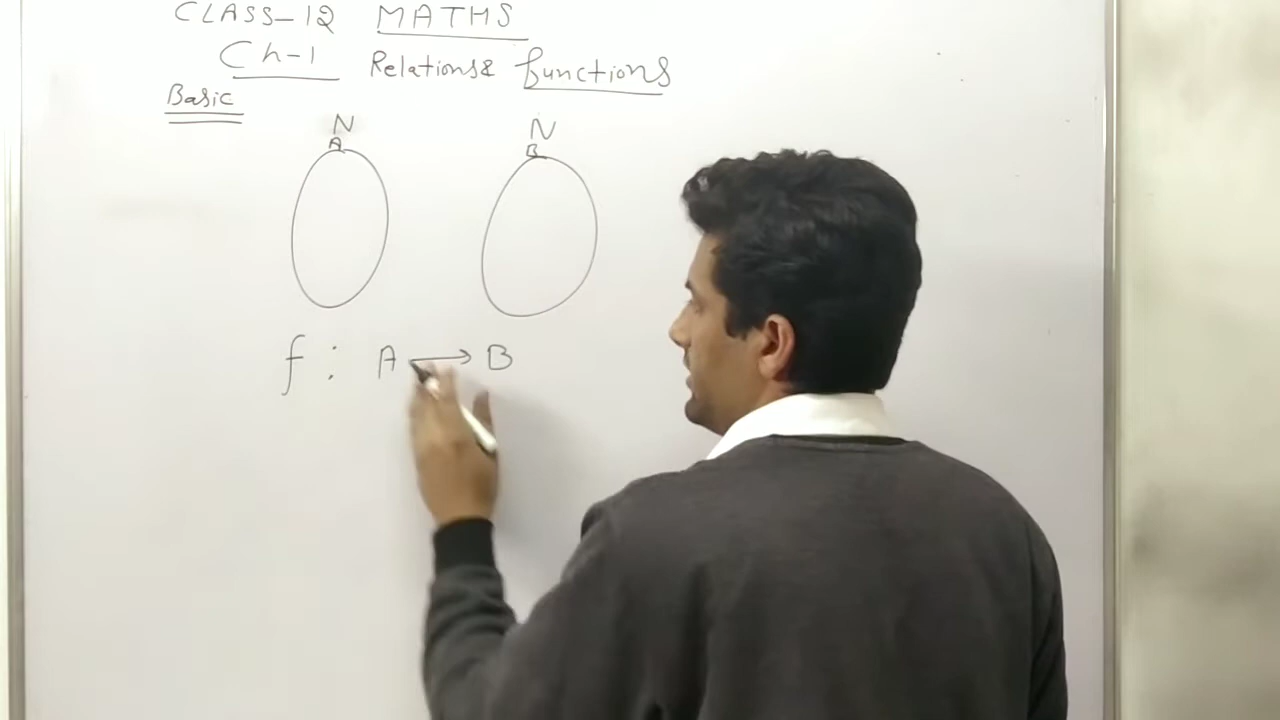 CLASS-12 MATHS
Ch-1 Relations & functions
Basic
N N
A B
f : A → B